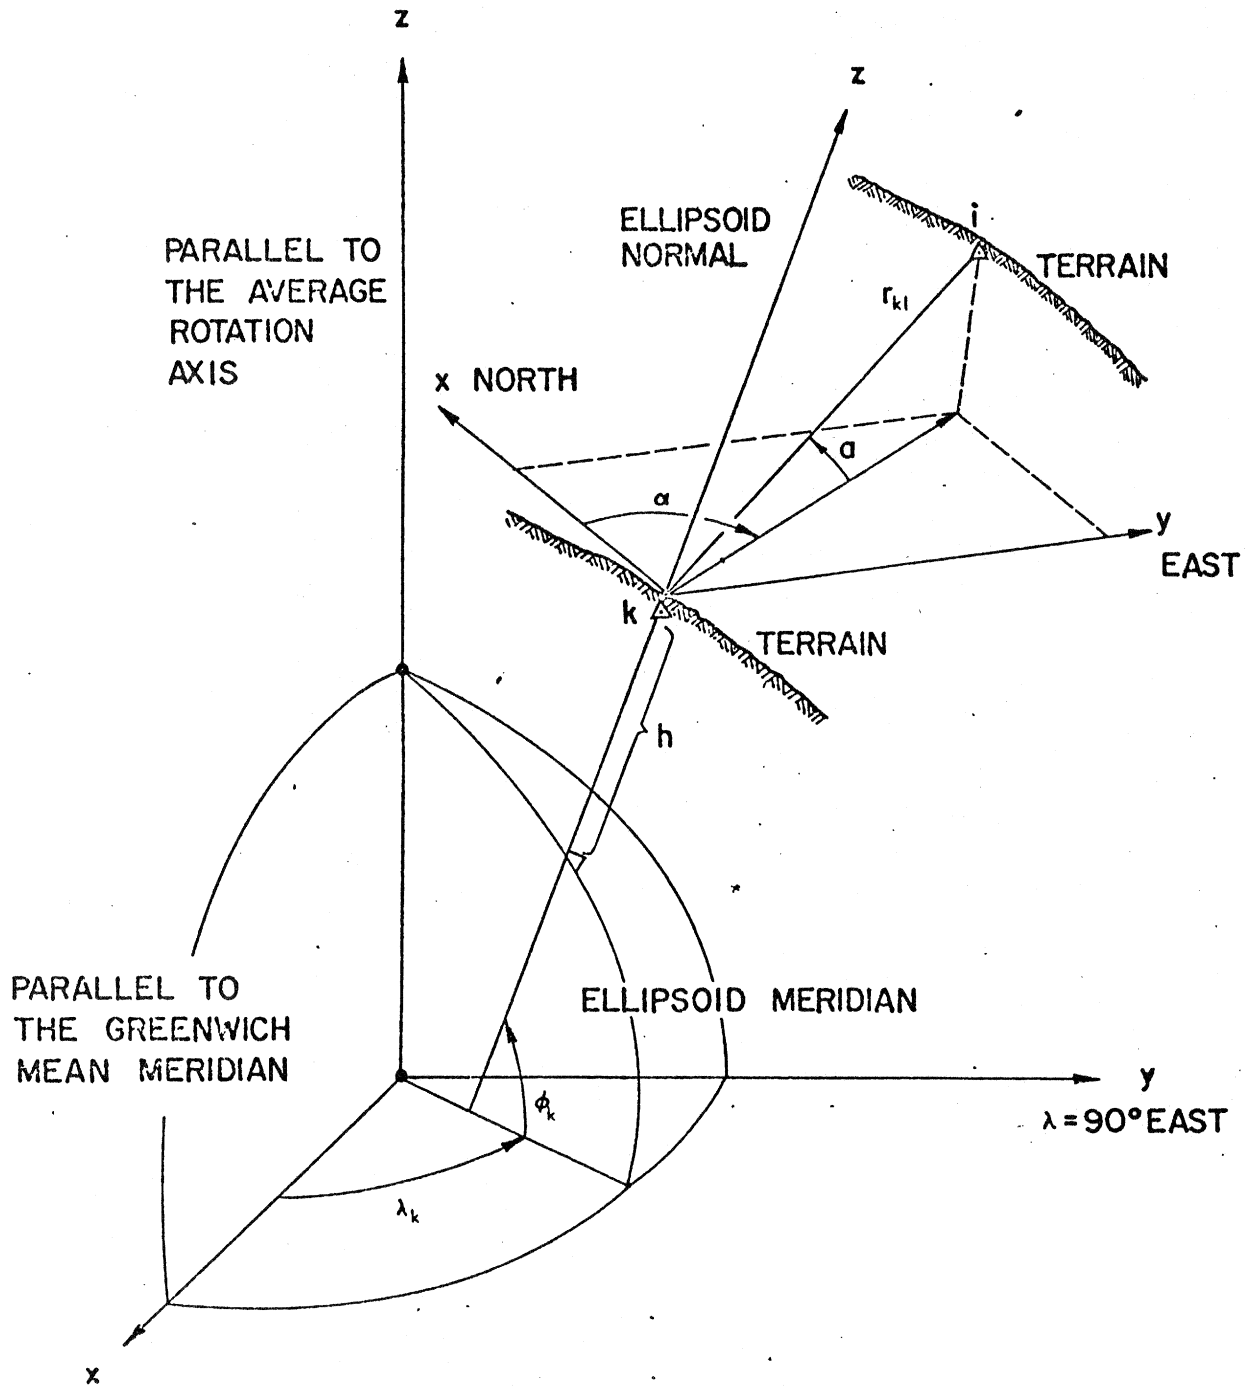 z
z
ELLIPSOID
NORMAL
i
TERRAIN
PARALLEL TO
THE AVERAGE
ROTATION
AXIS
r_kl
x NORTH
a
α
y
EAST
k
TERRAIN
h
PARALLEL TO
THE GREENWICH
MEAN MERIDIAN
ELLIPSOID MERIDIAN
y
λ=90° EAST
ϕ_k
λ_k
x